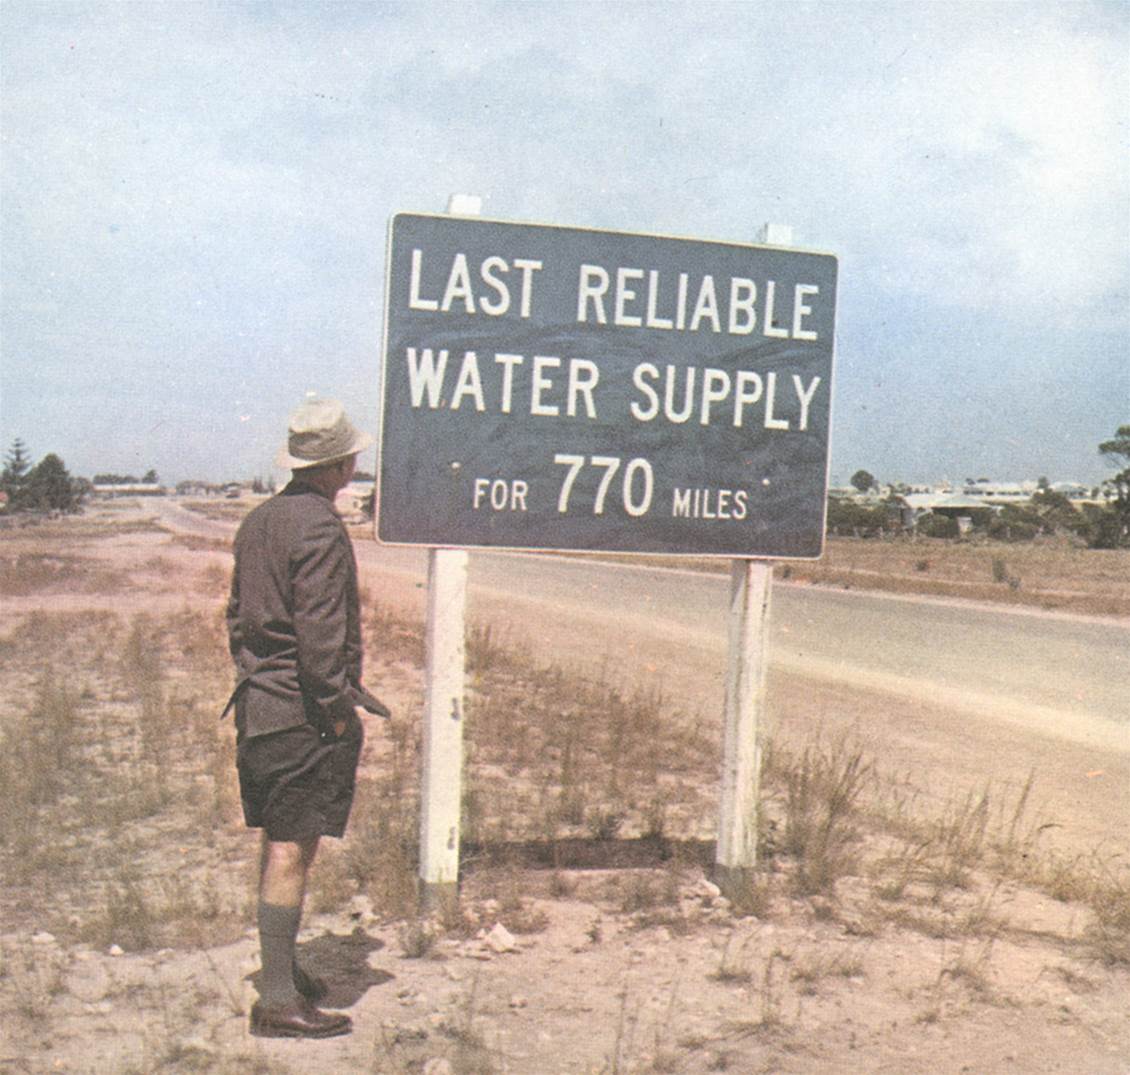 LAST RELIABLE
WATER SUPPLY
FOR 770 MILES